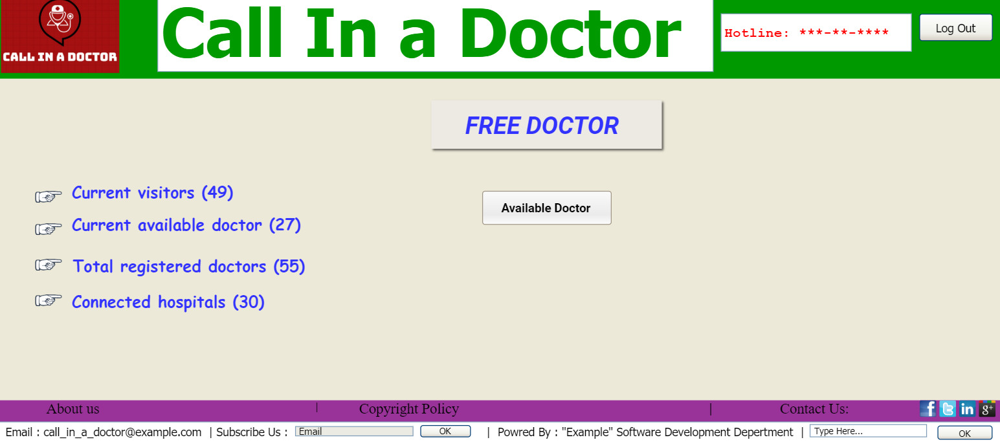 CALL IN A DOCTOR
Call In a Doctor
Hotline: ***-**-****
Log Out
FREE DOCTOR
Current visitors (49)
Available Doctor
Current available doctor (27)
Total registered doctors (55)
Connected hospitals (30)
About us | Copyright Policy | Contact Us: f t in g+
Email : call_in_a_doctor@example.com | Subscribe Us : Email OK | Powred By : "Example" Software Development Depertment | Type Here... OK